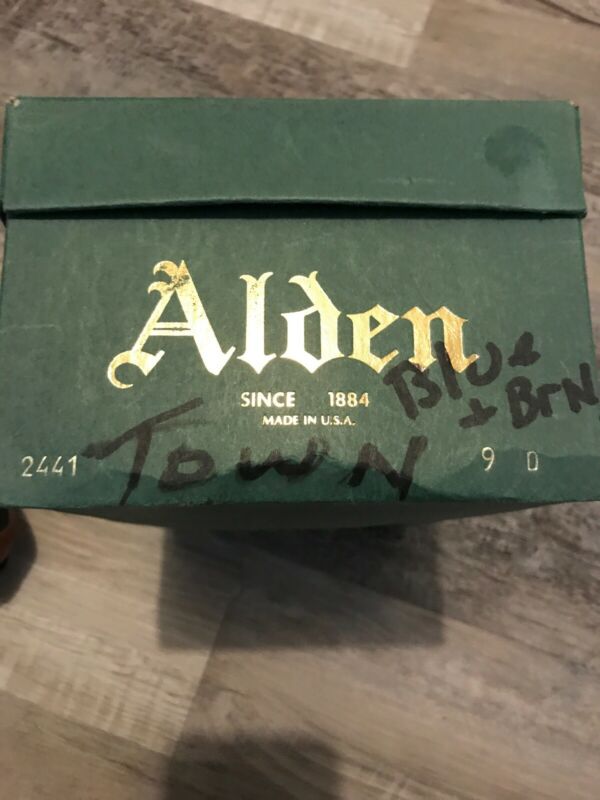 Alden
SINCE 1884
MADE IN U.S.A.
Blue
+ Brn
Town
2441 9 D